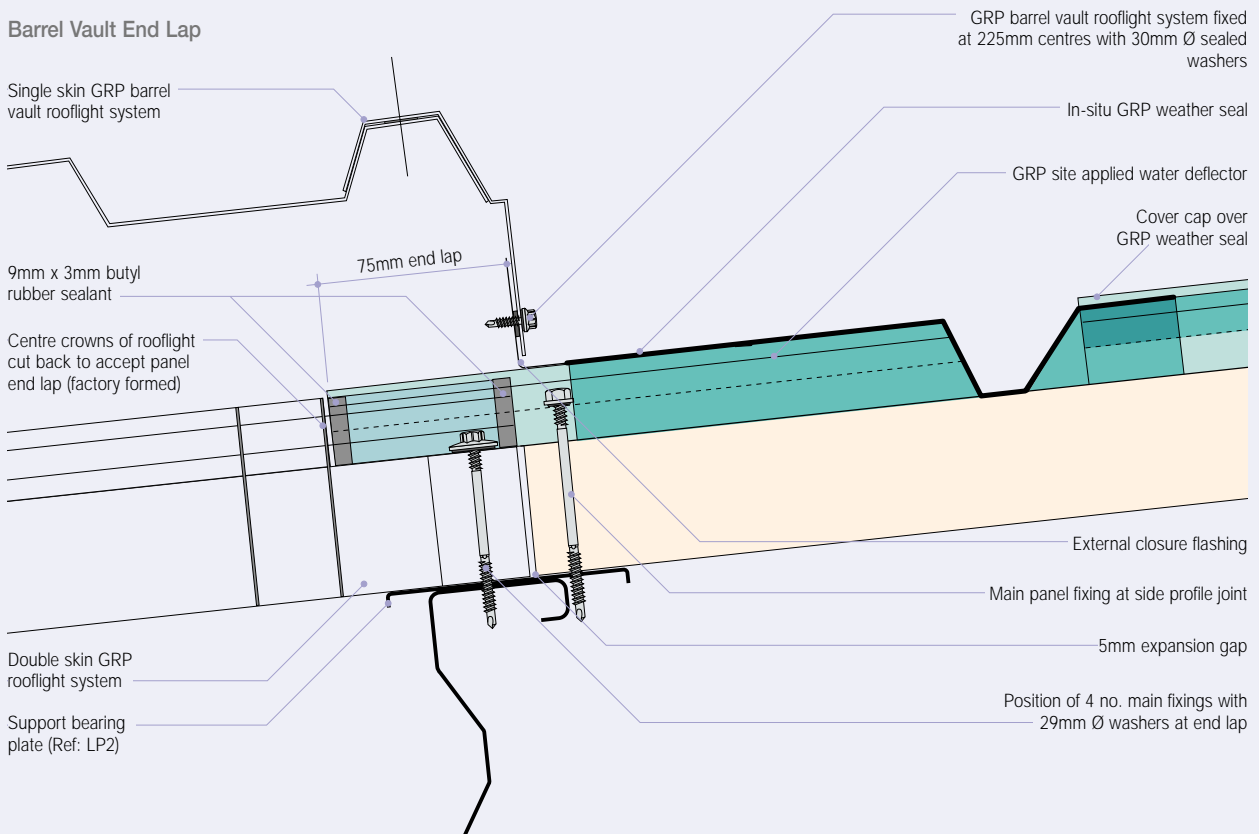 Barrel Vault End Lap
Single skin GRP barrel
vault rooflight system
75mm end lap
9mm x 3mm butyl
rubber sealant
Centre crowns of rooflight
cut back to accept panel
end lap (factory formed)
Double skin GRP
rooflight system
Support bearing
plate (Ref: LP2)
GRP barrel vault rooflight system fixed
at 225mm centres with 30mm Ø sealed
washers
In-situ GRP weather seal
GRP site applied water deflector
Cover cap over
GRP weather seal
External closure flashing
Main panel fixing at side profile joint
5mm expansion gap
Position of 4 no. main fixings with
29mm Ø washers at end lap